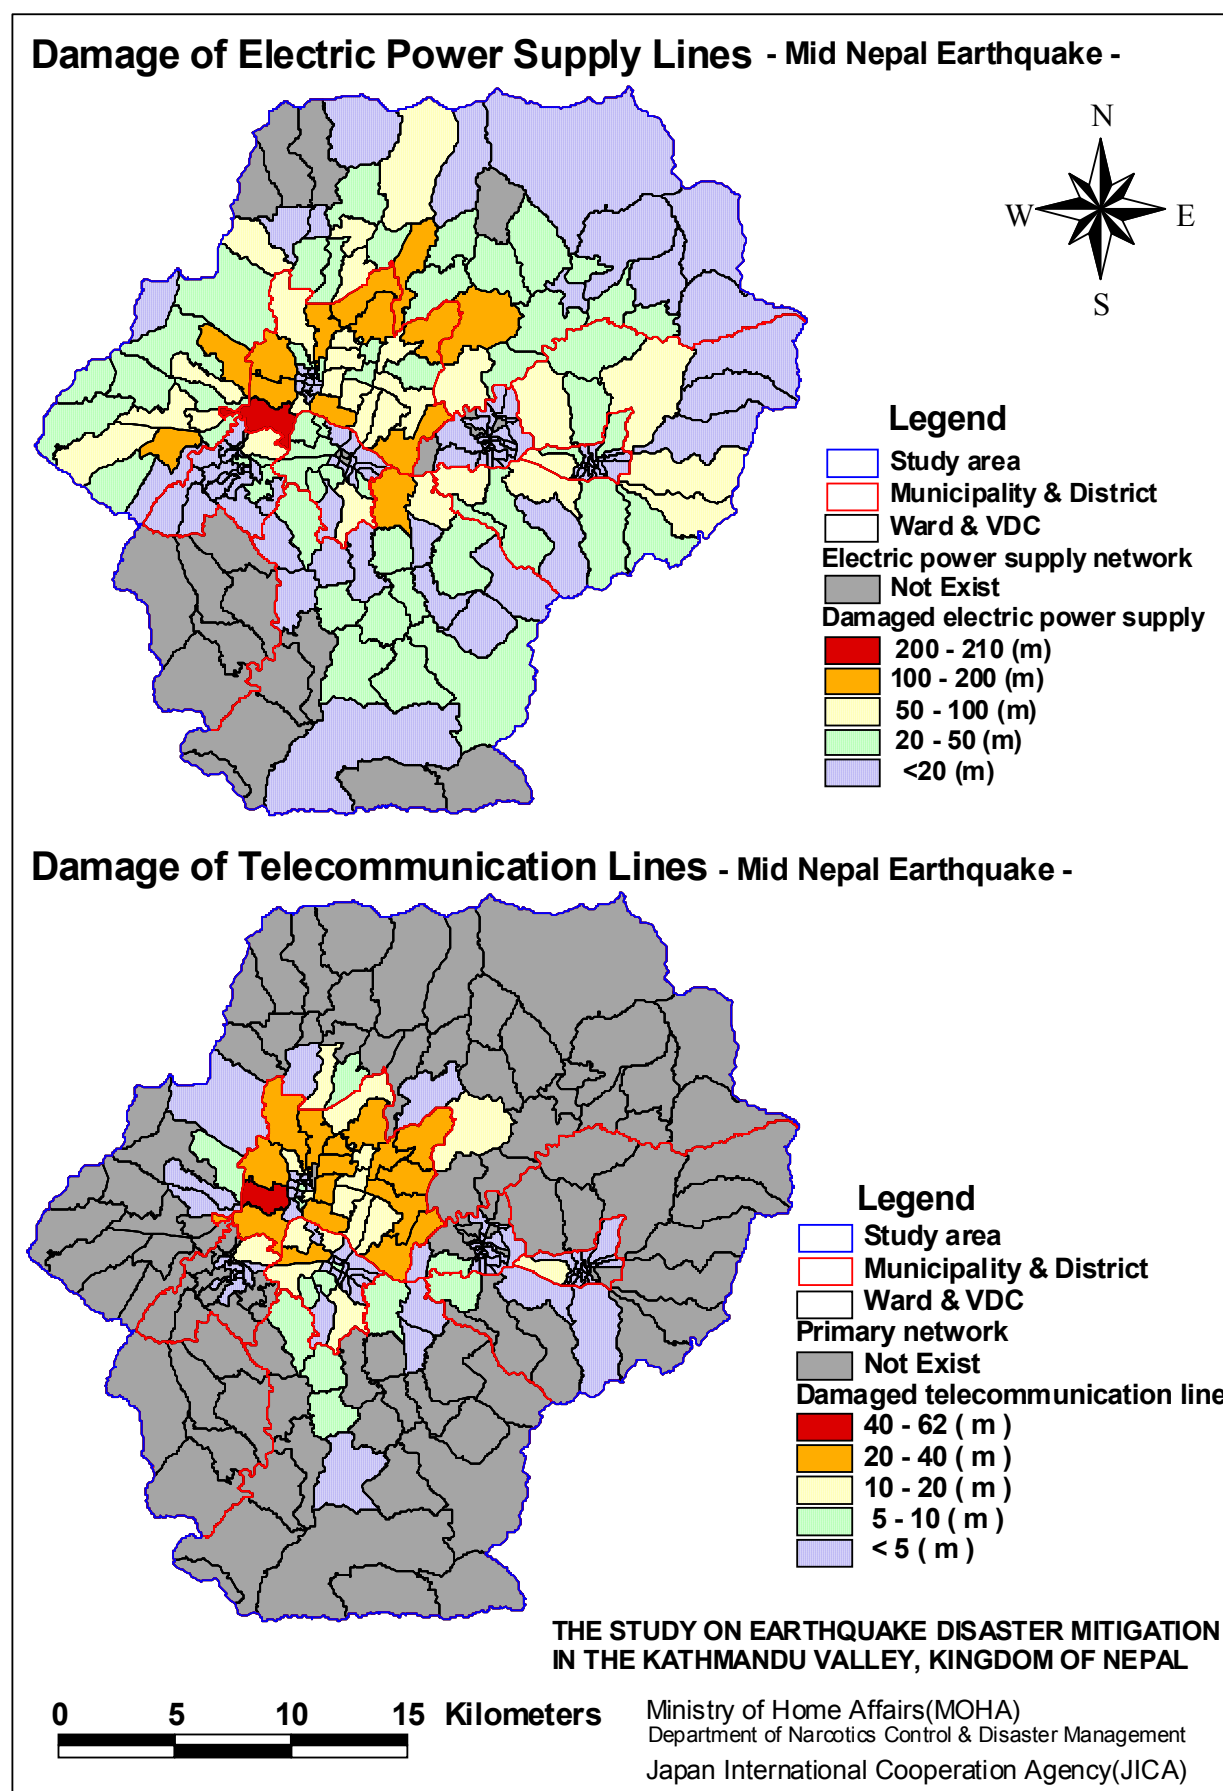 Damage of Electric Power Supply Lines - Mid Nepal Earthquake -
N
W E
S
Legend
Study area
Municipality & District
Ward & VDC
Electric power supply network
Not Exist
Damaged electric power supply
200 - 210 (m)
100 - 200 (m)
50 - 100 (m)
20 - 50 (m)
<20 (m)
Damage of Telecommunication Lines - Mid Nepal Earthquake -
Legend
Study area
Municipality & District
Ward & VDC
Primary network
Not Exist
Damaged telecommunication line
40 - 62 ( m )
20 - 40 ( m )
10 - 20 ( m )
5 - 10 ( m )
< 5 ( m )
THE STUDY ON EARTHQUAKE DISASTER MITIGATION
IN THE KATHMANDU VALLEY, KINGDOM OF NEPAL
0 5 10 15 Kilometers
Ministry of Home Affairs(MOHA)
Department of Narcotics Control & Disaster Management
Japan International Cooperation Agency(JICA)